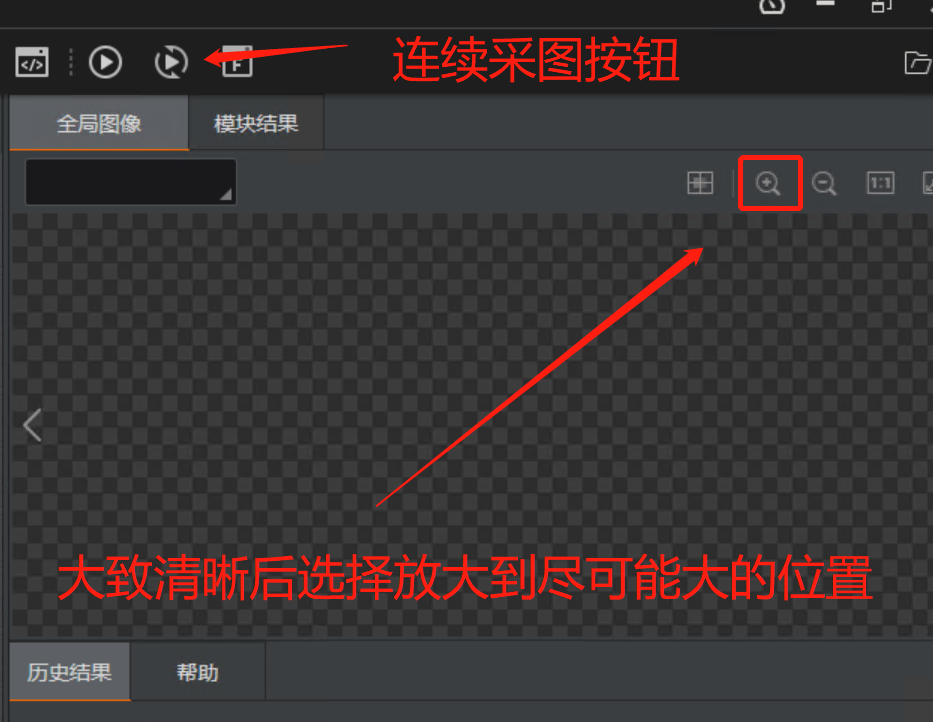 </>
F
连续采图按钮
全局图像 模块结果
1:1
大致清晰后选择放大到尽可能大的位置
历史结果 帮助